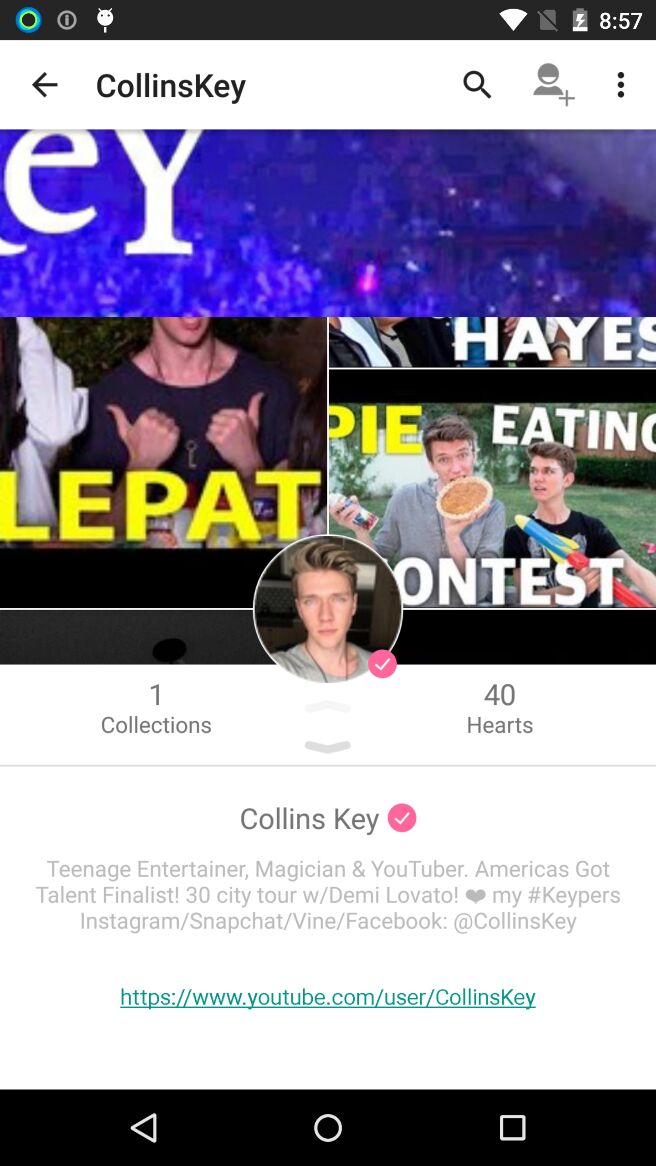 8:57
CollinsKey
eY
HAYES
LEPAT
PIE EATING
ONTEST
1
Collections
40
Hearts
Collins Key
Teenage Entertainer, Magician & YouTuber. Americas Got
Talent Finalist! 30 city tour w/Demi Lovato! ❤ my #Keypers
Instagram/Snapchat/Vine/Facebook: @CollinsKey
https://www.youtube.com/user/CollinsKey